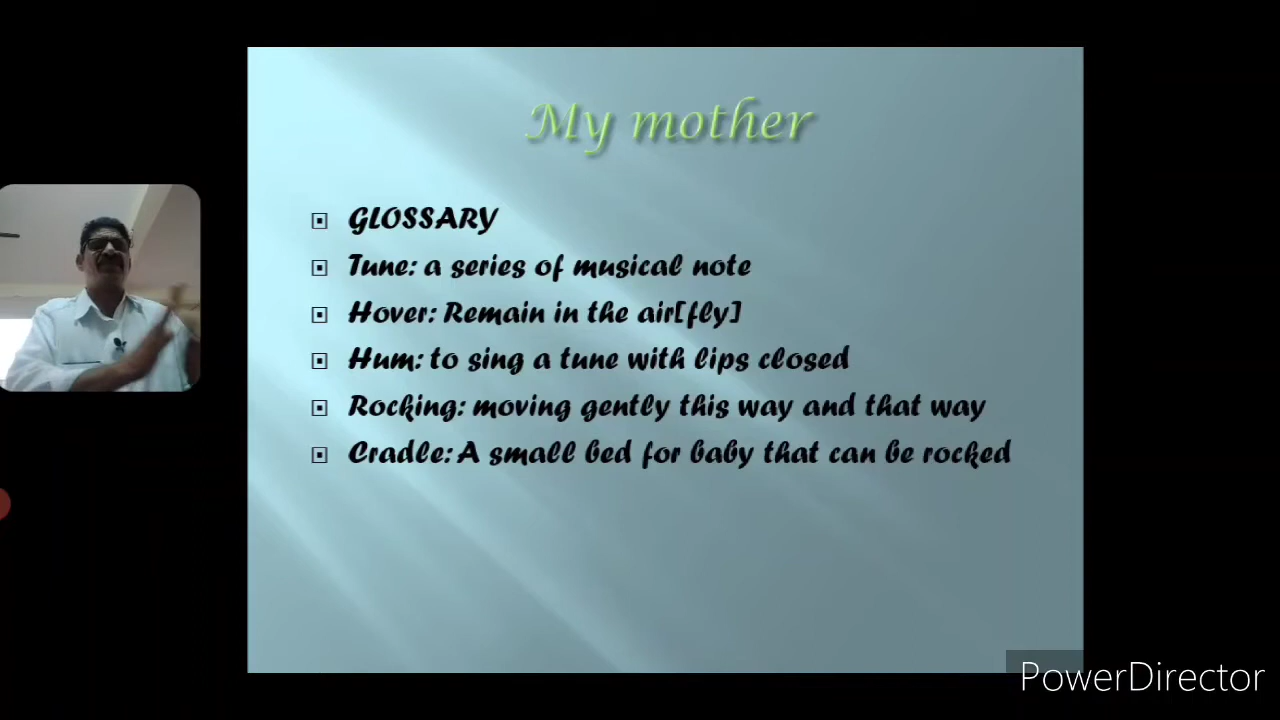 My mother
GLOSSARY
Tune: a series of musical note
Hover: Remain in the air[fly]
Hum: to sing a tune with lips closed
Rocking: moving gently this way and that way
Cradle: A small bed for baby that can be rocked
PowerDirector